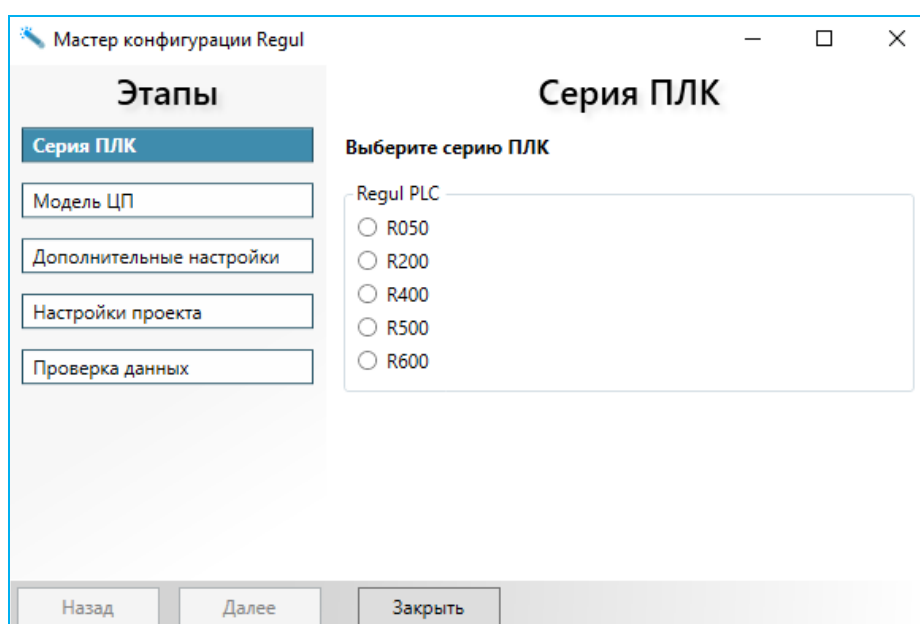 Мастер конфигурации Regul
Этапы
Серия ПЛК
Модель ЦП
Дополнительные настройки
Настройки проекта
Проверка данных
Серия ПЛК
Выберите серию ПЛК
Regul PLC
R050
R200
R400
R500
R600
Назад
Далее
Закрыть